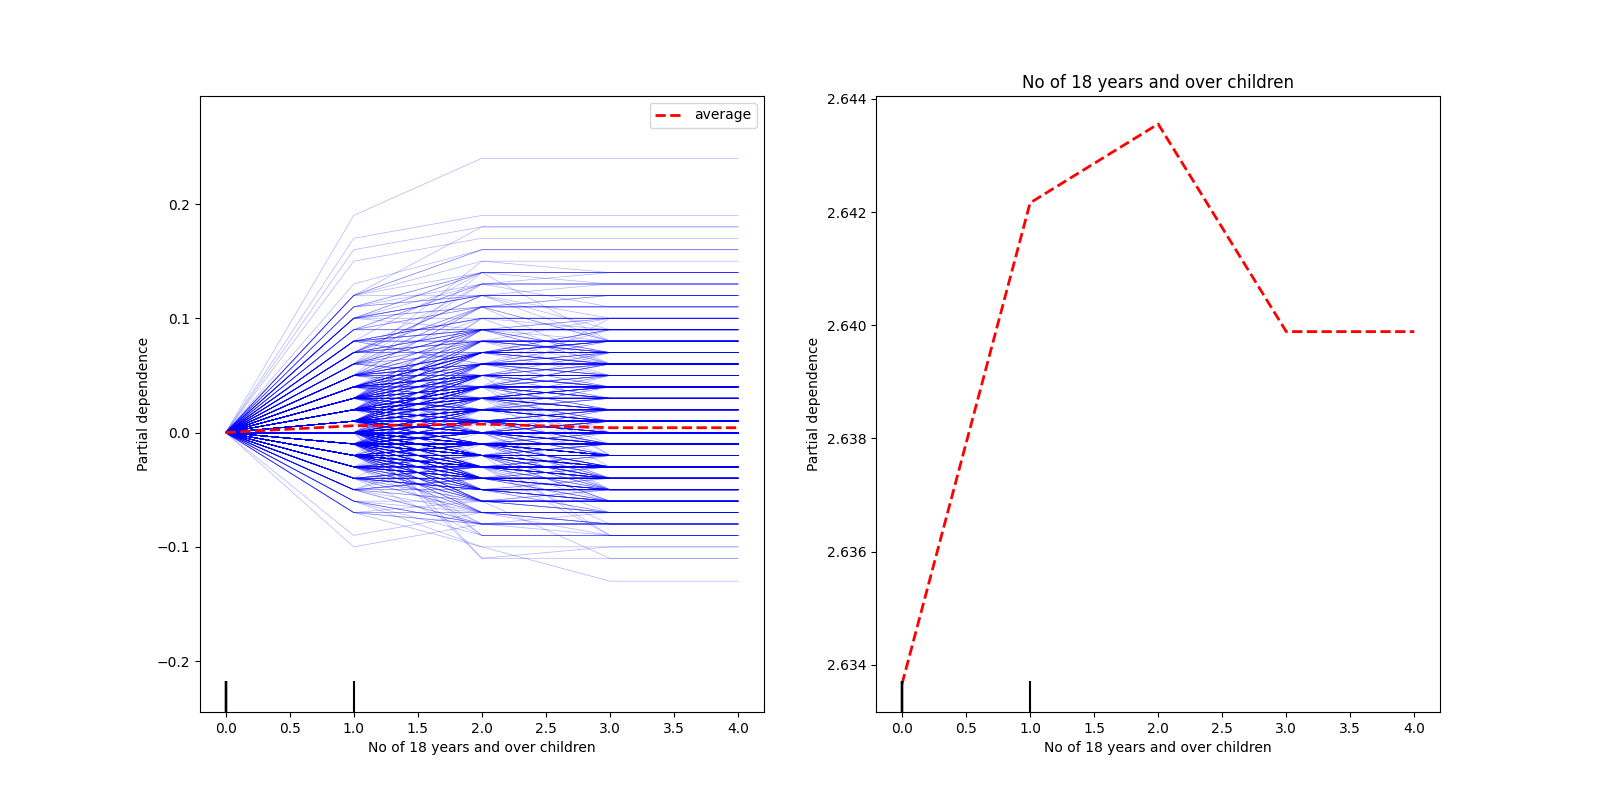 average
0.2
0.1
0.0
−0.1
−0.2
Partial dependence
0.0 0.5 1.0 1.5 2.0 2.5 3.0 3.5 4.0
No of 18 years and over children
No of 18 years and over children
2.644
2.642
2.640
2.638
2.636
2.634
Partial dependence
0.0 0.5 1.0 1.5 2.0 2.5 3.0 3.5 4.0
No of 18 years and over children